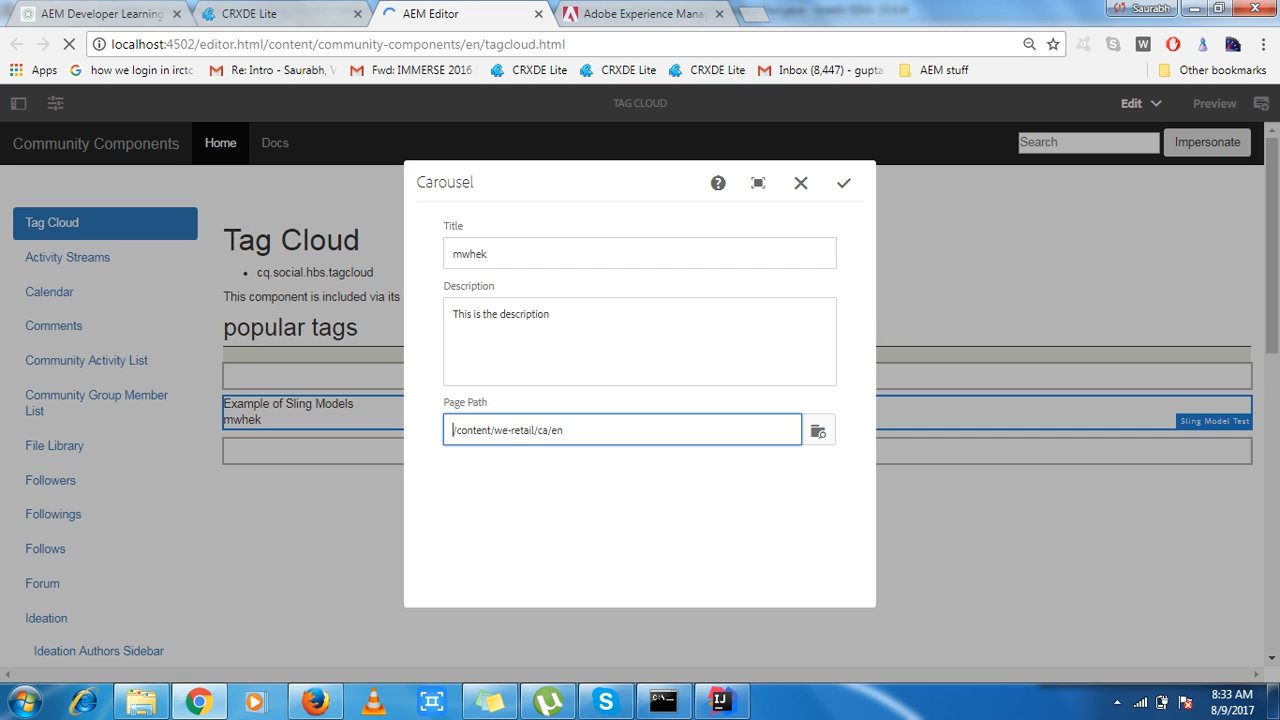 AEM Developer Learning
CRXDE Lite
AEM Editor
Adobe Experience Mana
Saurabh
localhost:4502/editor.html/content/community-components/en/tagcloud.html
Apps
how we login in irctc
Re: Intro - Saurabh, V
Fwd: IMMERSE 2016
CRXDE Lite
CRXDE Lite
CRXDE Lite
Inbox (8,447) - gupta
AEM stuff
Other bookmarks
TAG CLOUD
Edit
Preview
Community Components
Home
Docs
Search
Impersonate
Tag Cloud
Activity Streams
Calendar
Comments
Community Activity List
Community Group Member
List
File Library
Followers
Followings
Follows
Forum
Ideation
Ideation Authors Sidebar
Tag Cloud
cq.social.hbs.tagcloud
This component is included via its
popular tags
Example of Sling Models
mwhek
Sling Model Test
Carousel
Title
mwhek
Description
This is the description
Page Path
/content/we-retail/ca/en
8:33 AM
8/9/2017